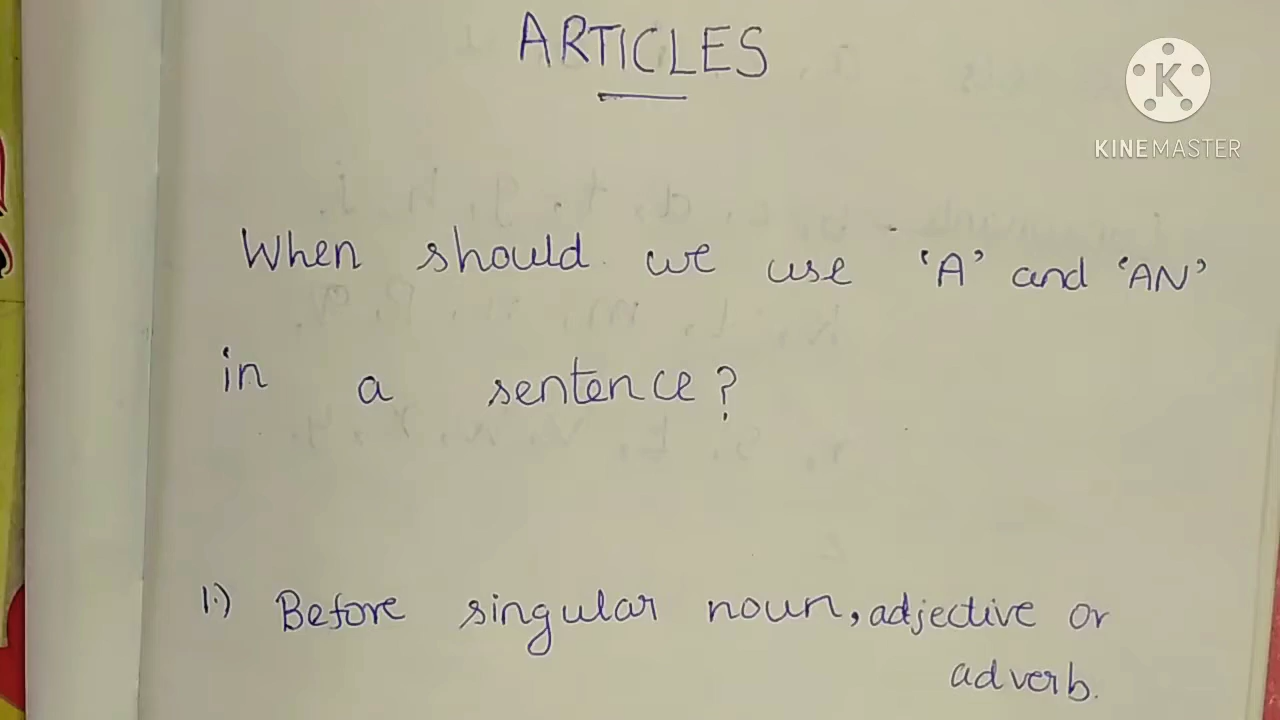 ARTICLES
K
KINEMASTER
When should we use 'A' and 'AN'
in a sentence?
1.) Before singular noun, adjective or
adverb.